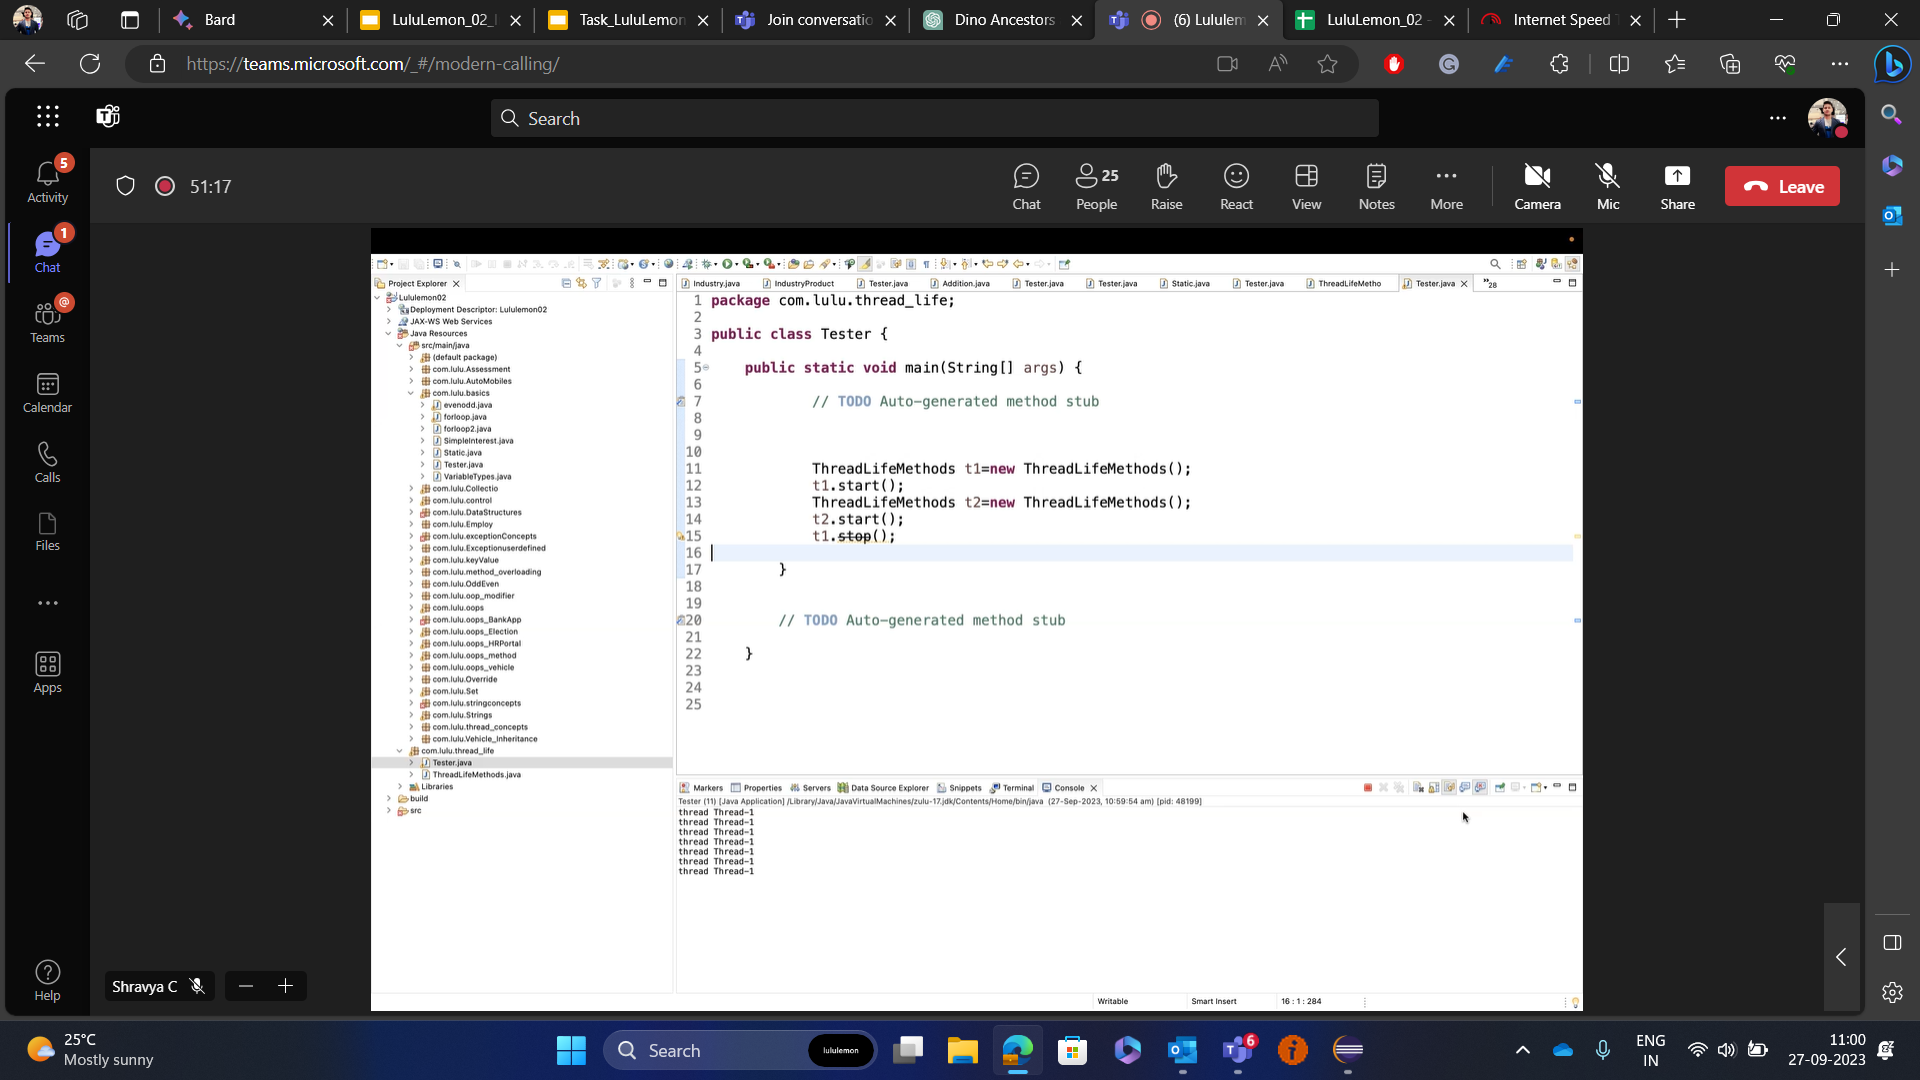 Bard
LuluLemon_02_
Task_LuluLemon
Join conversatio
Dino Ancestors
(6) Lululem
LuluLemon_02 -
Internet Speed T
https://teams.microsoft.com/_#/modern-calling/
Search
51:17
Chat
25
People
Raise
React
View
Notes
More
Camera
Mic
Share
Leave
5
Activity
1
Chat
@
Teams
Calendar
Calls
Files
Apps
Help
Project Explorer
Lululemon02
Deployment Descriptor: Lululemon02
JAX-WS Web Services
Java Resources
src/main/java
(default package)
com.lulu.Assessment
com.lulu.AutoMobiles
com.lulu.basics
evenodd.java
forloop.java
forloop2.java
SimpleInterest.java
Static.java
Tester.java
VariableTypes.java
com.lulu.Collectio
com.lulu.control
com.lulu.DataStructures
com.lulu.Employ
com.lulu.exceptionConcepts
com.lulu.Exceptionuserdefined
com.lulu.keyValue
com.lulu.method_overloading
com.lulu.OddEven
com.lulu.oop_modifier
com.lulu.oops
com.lulu.oops_BankApp
com.lulu.oops_Election
com.lulu.oops_HRPortal
com.lulu.oops_method
com.lulu.oops_vehicle
com.lulu.Override
com.lulu.Set
com.lulu.stringconcepts
com.lulu.Strings
com.lulu.thread_concepts
com.lulu.Vehicle_Inheritance
com.lulu.thread_life
Tester.java
ThreadLifeMethods.java
Libraries
build
src
Industry.java
IndustryProduct
Tester.java
Addition.java
Tester.java
Tester.java
Static.java
Tester.java
ThreadLifeMetho
Tester.java
»28
1 package com.lulu.thread_life;
2
3 public class Tester {
4
5 public static void main(String[] args) {
6
7 // TODO Auto-generated method stub
8
9
10
11 ThreadLifeMethods t1=new ThreadLifeMethods();
12 t1.start();
13 ThreadLifeMethods t2=new ThreadLifeMethods();
14 t2.start();
15 t1.stop();
16
17 }
18
19
20 // TODO Auto-generated method stub
21
22 }
23
24
25
Markers
Properties
Servers
Data Source Explorer
Snippets
Terminal
Console
Tester (11) [Java Application] /Library/Java/JavaVirtualMachines/zulu-17.jdk/Contents/Home/bin/java (27-Sep-2023, 10:59:54 am) [pid: 48199]
thread Thread-1
thread Thread-1
thread Thread-1
thread Thread-1
thread Thread-1
thread Thread-1
thread Thread-1
Writable
Smart Insert
16 : 1 : 284
Shravya C
25°C
Mostly sunny
Search
lululemon
6
ENG
IN
11:00
27-09-2023